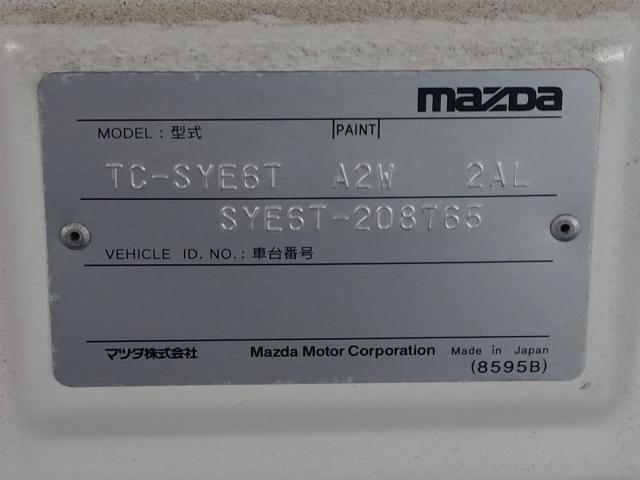 mazda
MODEL : 型式 PAINT
TC-SYE6T A2W 2AL
SYE6T-208765
VEHICLE ID. NO. : 車台番号
マツダ株式会社 Mazda Motor Corporation Made in Japan
(8595B)